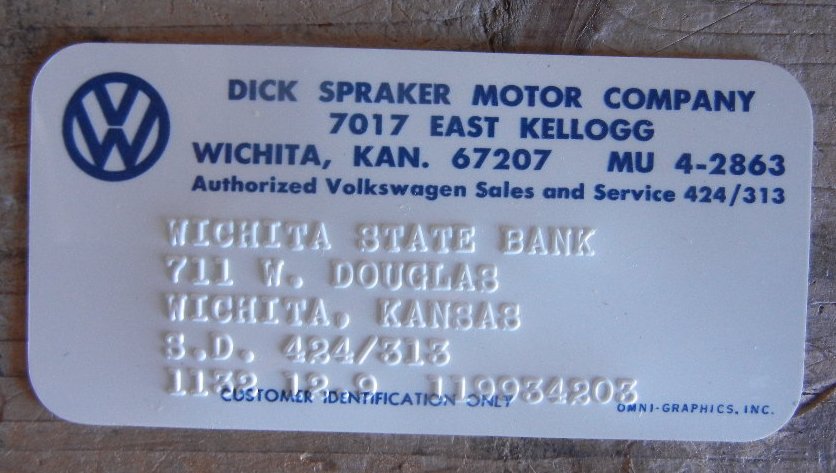 DICK SPRAKER MOTOR COMPANY
7017 EAST KELLOGG
WICHITA, KAN. 67207 MU 4-2863
Authorized Volkswagen Sales and Service 424/313
WICHITA STATE BANK
711 W. DOUGLAS
WICHITA, KANSAS
S.D. 424/313
1132 12.9 119934203
CUSTOMER IDENTIFICATION ONLY
OMNI-GRAPHICS, INC.